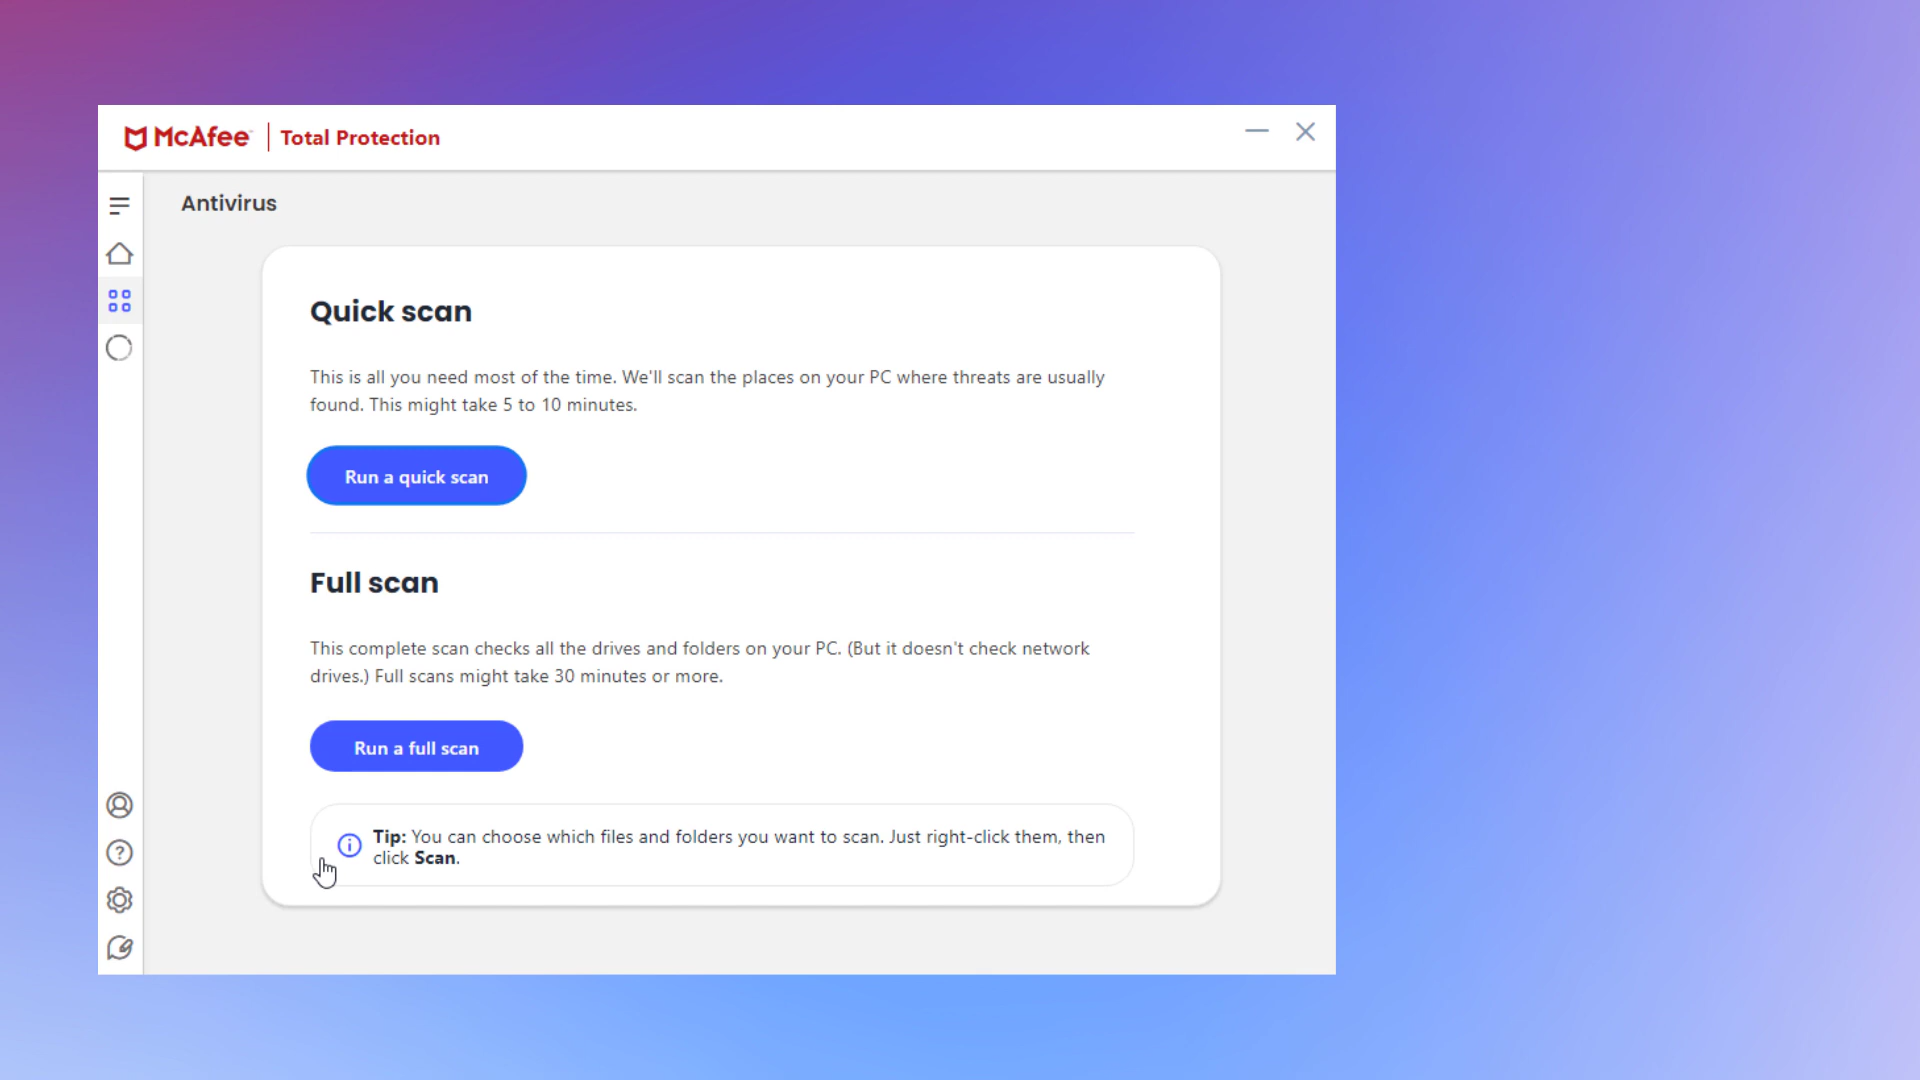 McAfee | Total Protection
Antivirus
Quick scan
This is all you need most of the time. We'll scan the places on your PC where threats are usually
found. This might take 5 to 10 minutes.
Run a quick scan
Full scan
This complete scan checks all the drives and folders on your PC. (But it doesn't check network
drives.) Full scans might take 30 minutes or more.
Run a full scan
Tip: You can choose which files and folders you want to scan. Just right-click them, then
click Scan.